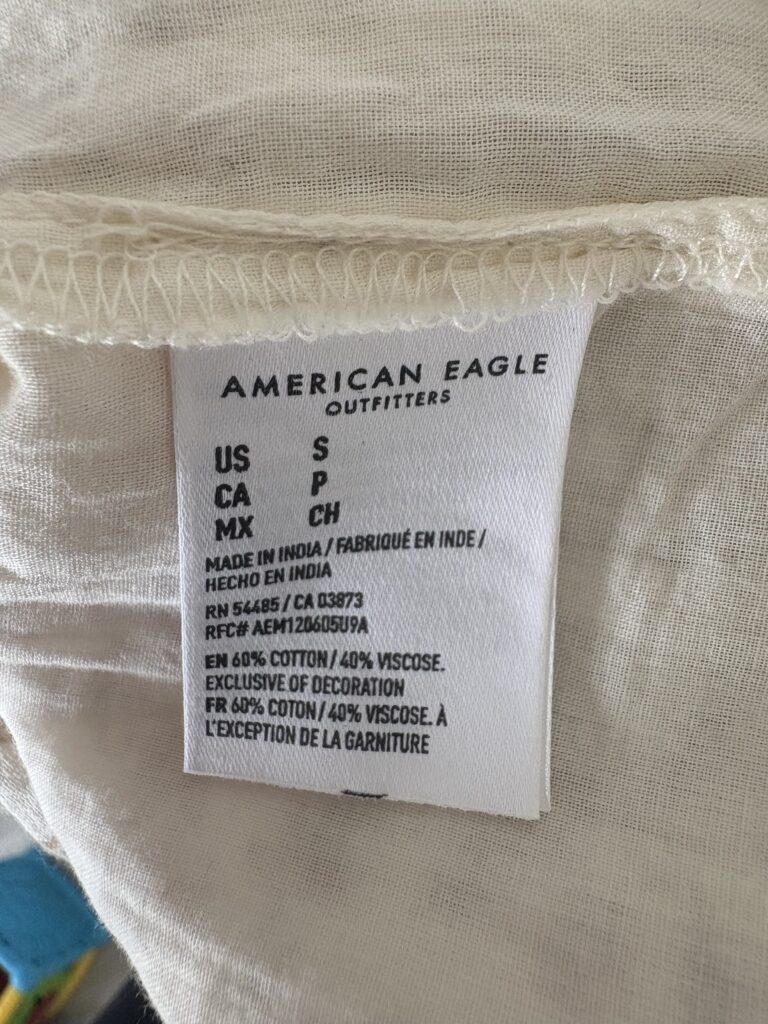 AMERICAN EAGLE
OUTFITTERS
US S
CA P
MX CH
MADE IN INDIA / FABRIQUÉ EN INDE /
HECHO EN INDIA
RN 54485 / CA 03873
RFC# AEM120605U9A
EN 60% COTTON / 40% VISCOSE.
EXCLUSIVE OF DECORATION
FR 60% COTON / 40% VISCOSE. À
L'EXCEPTION DE LA GARNITURE